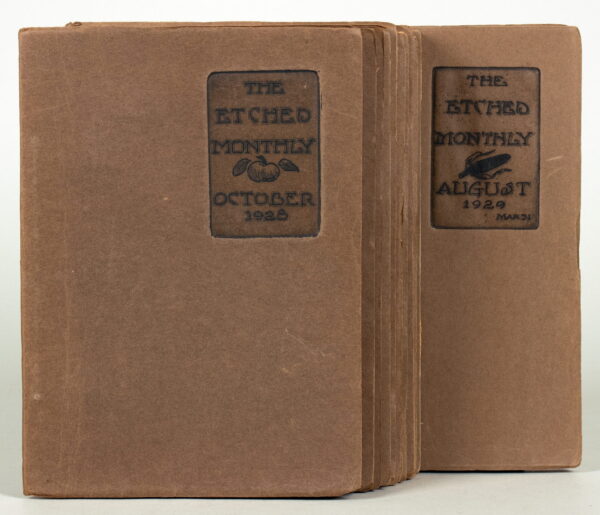 THE
ETCHED
MONTHLY
OCTOBER
1928
THE
ETCHED
MONTHLY
AUGUST
1929